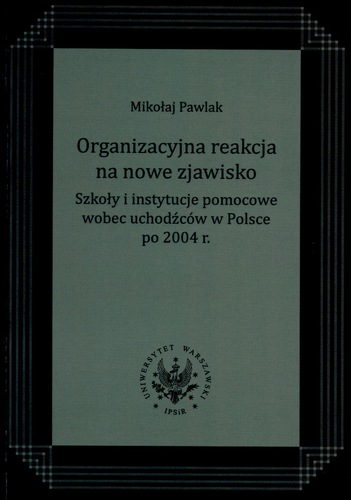 Mikołaj Pawlak
Organizacyjna reakcja
na nowe zjawisko
Szkoły i instytucje pomocowe
wobec uchodźców w Polsce
po 2004 r.
UNIWERSYTET WARSZAWSKI
IPSiR